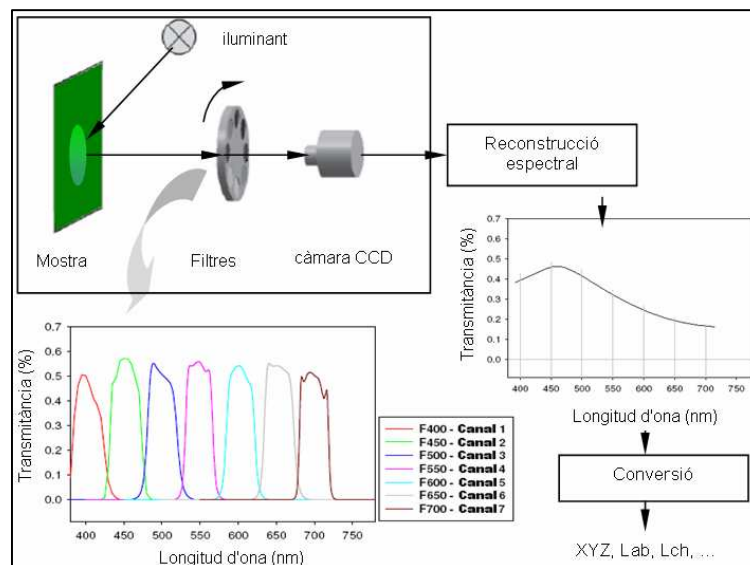 iluminant
Mostra
Filtres
càmara CCD
Reconstrucció
espectral
Transmitància (%)
0.7
0.6
0.5
0.4
0.3
0.2
0.1
0.0
400 450 500 550 600 650 700 750
Longitud d'ona (nm)
Transmitància (%)
0.7
0.6
0.5
0.4
0.3
0.2
0.1
0.0
400 450 500 550 600 650 700 750
Longitud d'ona (nm)
F400 - Canal 1
F450 - Canal 2
F500 - Canal 3
F550 - Canal 4
F600 - Canal 5
F650 - Canal 6
F700 - Canal 7
Conversió
XYZ, Lab, Lch, ...